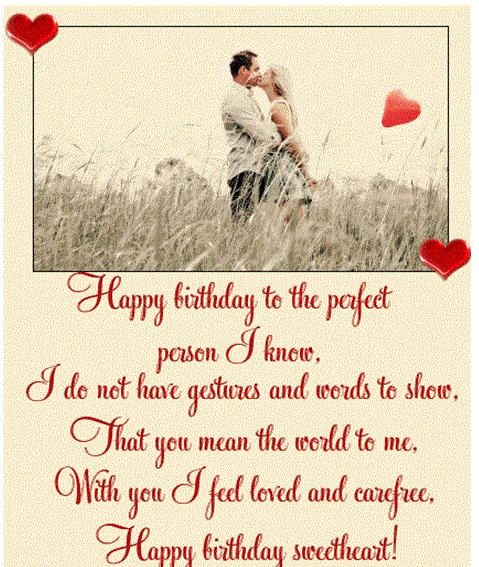 Happy birthday to the perfect
person I know,
I do not have gestures and words to show,
That you mean the world to me,
With you I feel loved and carefree,
Happy birthday sweetheart!